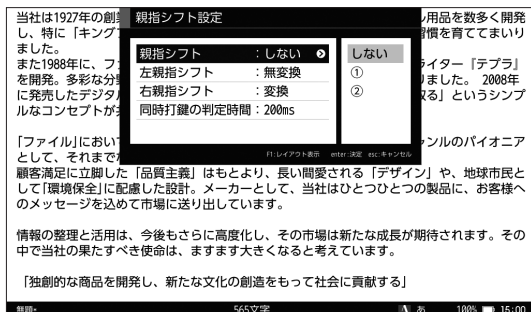 当社は1927年の創
し、特に「キング
ました。
また1988年に、フ
を開発。多彩な分
に発売したデジタル
ルなコンセプトが
親指シフト設定
親指シフト :しない
左親指シフト :無変換
右親指シフト :変換
同時打鍵の判定時間:200ms
しない
①
②
F1:レイアウト表示 enter:決定 esc:キャンセル
用品を数多く開発
習慣を育ててまいり
ライター「テプラ」
りました。 2008年
る」というシンプ
「ファイル」におい
ャンルのパイオニア
として、それまで
顧客満足に立脚した「品質主義」はもとより、長い間愛される「デザイン」や、地球市民と
して「環境保全」に配慮した設計。メーカーとして、当社はひとつひとつの製品に、お客様へ
のメッセージを込めて市場に送り出しています。
情報の整理と活用は、今後もさらに高度化し、その市場は新たな成長が期待されます。その
中で当社の果たすべき使命は、ますます大きくなると考えています。
「独創的な商品を開発し、新たな文化の創造をもって社会に貢献する」
無題* 565文字 A あ 100% 15:00